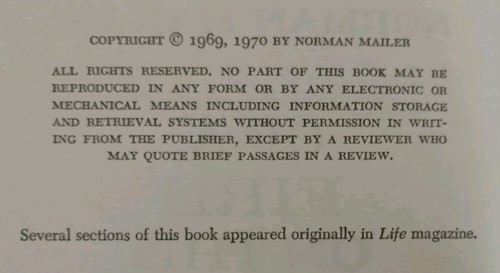 COPYRIGHT © 1969, 1970 BY NORMAN MAILER
ALL RIGHTS RESERVED. NO PART OF THIS BOOK MAY BE
REPRODUCED IN ANY FORM OR BY ANY ELECTRONIC OR
MECHANICAL MEANS INCLUDING INFORMATION STORAGE
AND RETRIEVAL SYSTEMS WITHOUT PERMISSION IN WRIT-
ING FROM THE PUBLISHER, EXCEPT BY A REVIEWER WHO
MAY QUOTE BRIEF PASSAGES IN A REVIEW.
Several sections of this book appeared originally in Life magazine.